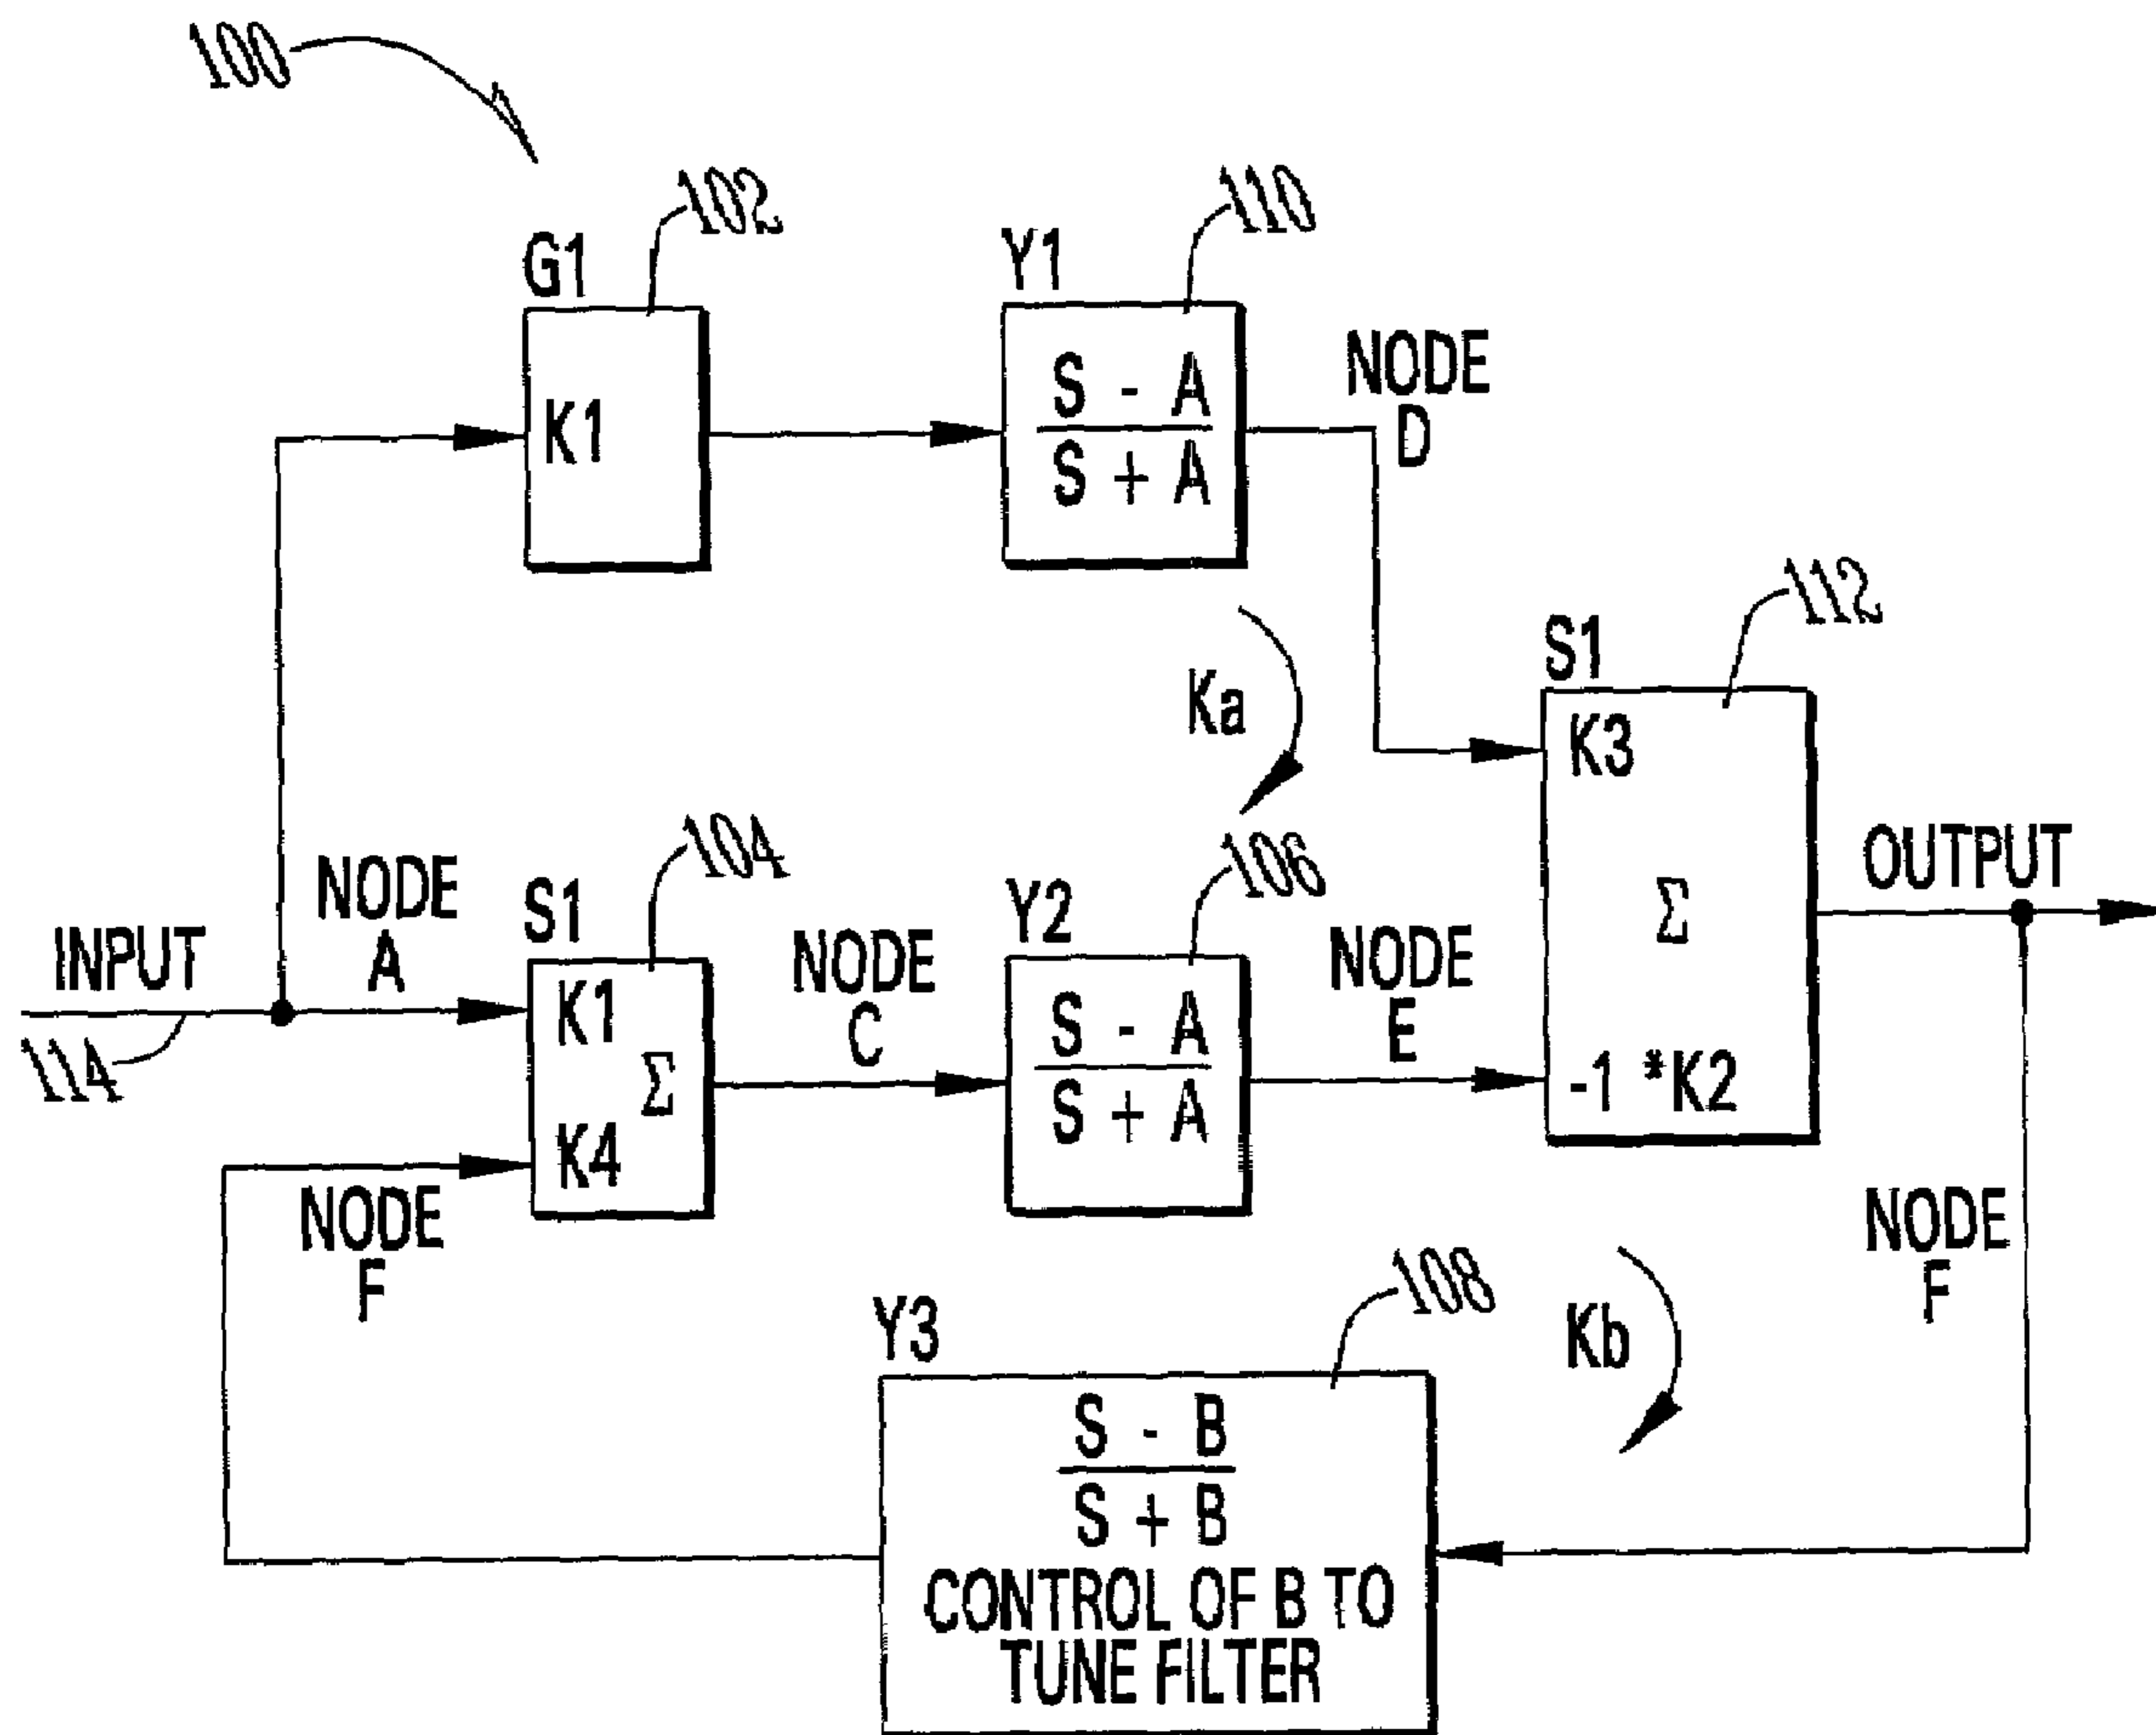 100
102
110
G1
Y1
K1
S - A
S + A
NODE
D
112
S1
Ka
K3
104
106
OUTPUT
NODE
A
S1
Y2
INPUT
NODE
C
NODE
E
Σ
K1
S - A
114
Σ
S + A
-1 *K2
K4
NODE
F
NODE
F
108
Y3
Kb
S - B
S + B
CONTROL OF B TO
TUNE FILTER